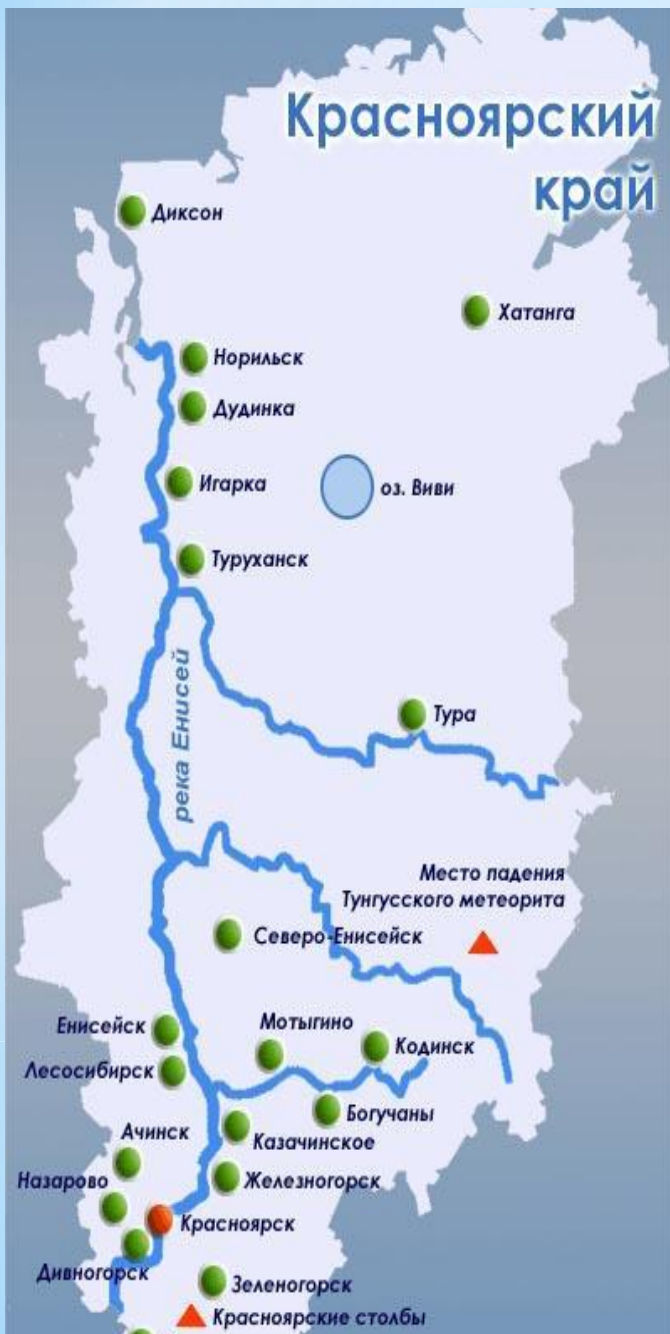 Красноярский
край
Диксон
Хатанга
Норильск
Дудинка
Игарка
оз. Виви
Туруханск
река Енисей
Тура
Место падения
Тунгусского метеорита
Северо-Енисейск
Енисейск
Мотыгино
Кодинск
Лесосибирск
Богучаны
Ачинск
Казачинское
Назарово
Железногорск
Красноярск
Дивногорск
Зеленогорск
Красноярские столбы